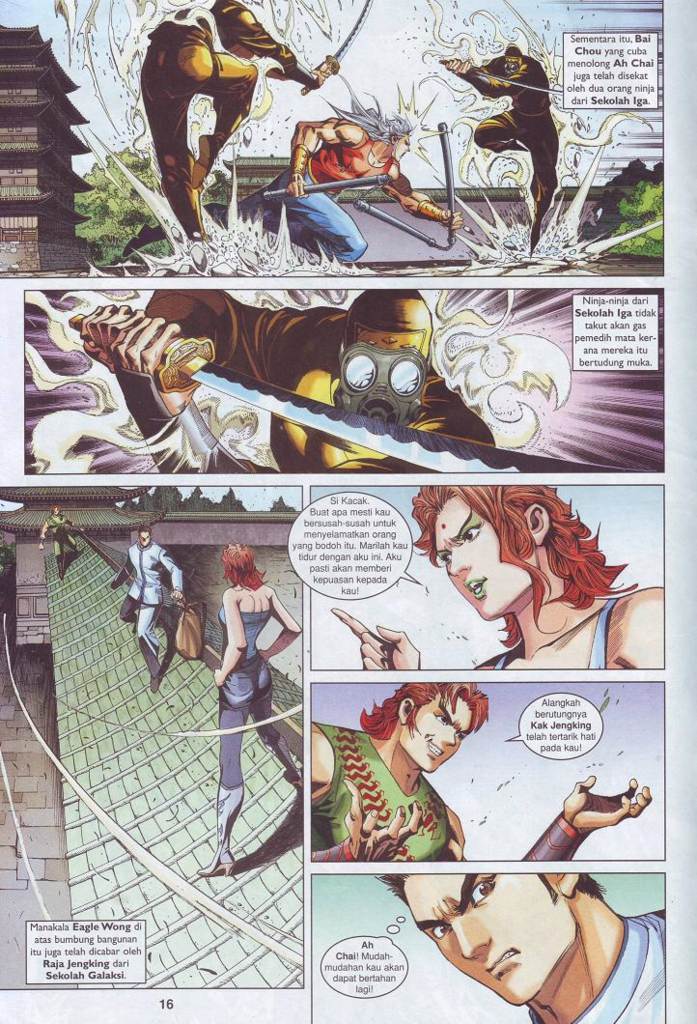 Sementara itu, Bai
Chou yang cuba
menolong Ah Chai
juga telah disekat
oleh dua orang ninja
dari Sekolah Iga.
Ninja-ninja dari
Sekolah Iga tidak
takut akan gas
pemedih mata ker-
ana mereka itu
bertudung muka.
Si Kacak.
Buat apa mesti kau
bersusah-susah untuk
menyelamatkan orang
yang bodoh itu. Marilah kau
tidur dengan aku ini. Aku
pasti akan memberi
kepuasan kepada
kau!
Alangkah
berutungnya
Kak Jengking
telah tertarik hati
pada kau!
Ah
Chai! Mudah-
mudahan kau akan
dapat bertahan
lagi!
Manakala Eagle Wong di
atas bumbung bangunan
itu juga telah dicabar oleh
Raja Jengking dari
Sekolah Galaksi.
16